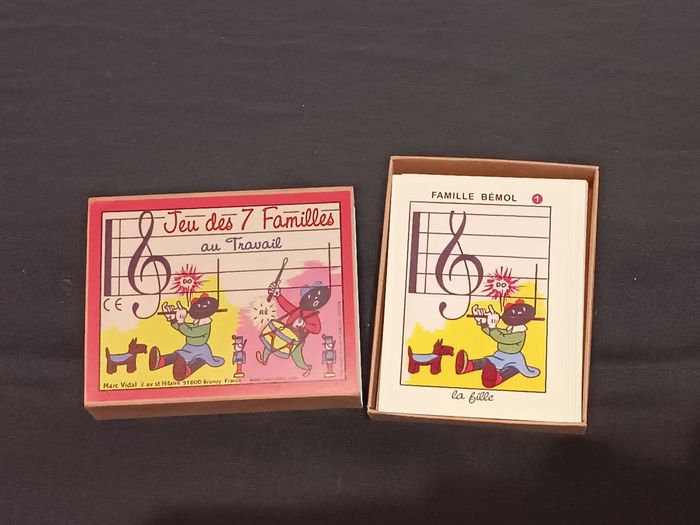 Jeu des 7 Familles
au Travail
DO
RÉ
CE
Marc Vidal 2 av st Hilaire 91800 Brunoy France
FAMILLE BÉMOL 1
DO
la fille